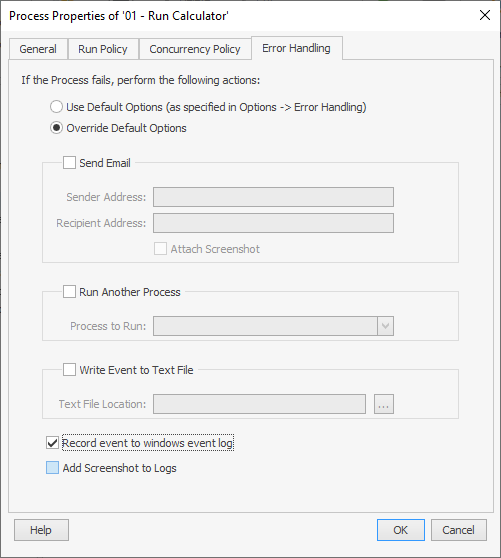 Process Properties of '01 - Run Calculator'
General Run Policy Concurrency Policy Error Handling
If the Process fails, perform the following actions:
Use Default Options (as specified in Options -> Error Handling)
Override Default Options
Send Email
Sender Address:
Recipient Address:
Attach Screenshot
Run Another Process
Process to Run:
Write Event to Text File
Text File Location: ...
Record event to windows event log
Add Screenshot to Logs
Help OK Cancel